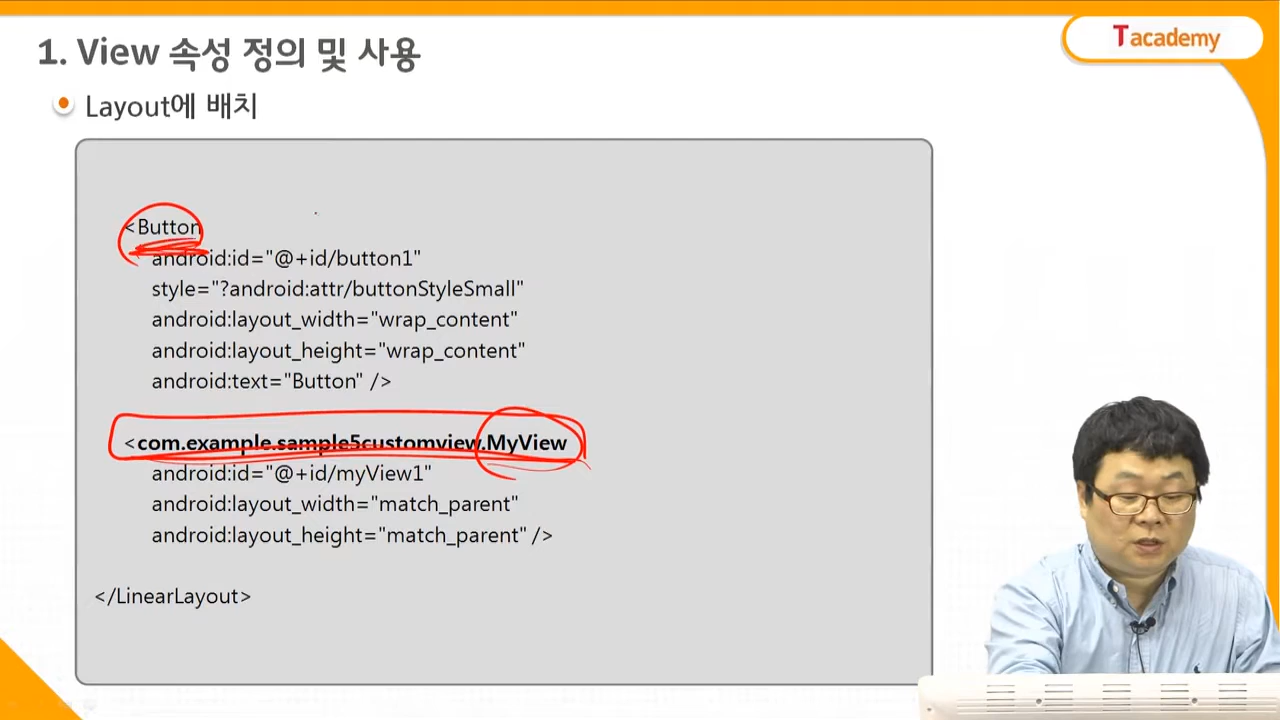 1. View 속성 정의 및 사용
Tacademy
Layout에 배치
<Button
android:id="@+id/button1"
style="?android:attr/buttonStyleSmall"
android:layout_width="wrap_content"
android:layout_height="wrap_content"
android:text="Button" />
<com.example.sample5customview.MyView
android:id="@+id/myView1"
android:layout_width="match_parent"
android:layout_height="match_parent" />
</LinearLayout>